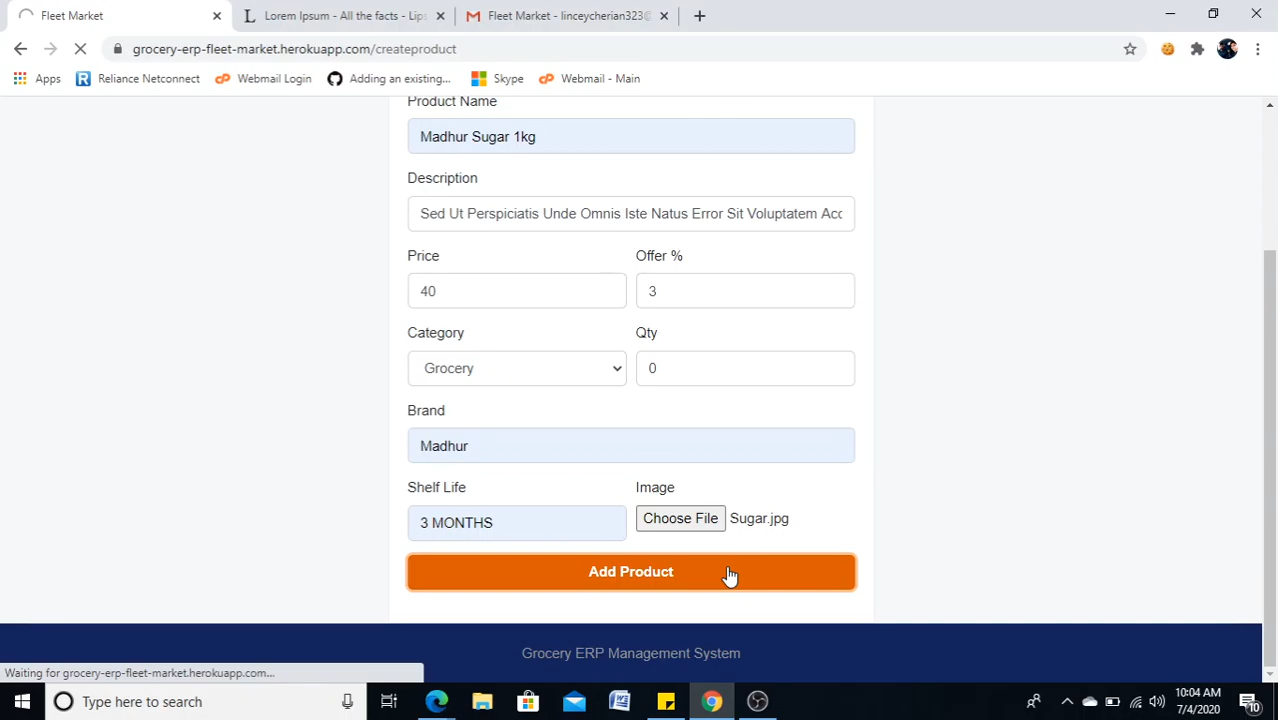 Fleet Market
Lorem Ipsum - All the facts - Lips
Fleet Market - linceycherian323@
grocery-erp-fleet-market.herokuapp.com/createproduct
Apps
Reliance Netconnect
Webmail Login
Adding an existing...
Skype
Webmail - Main
Product Name
Madhur Sugar 1kg
Description
Sed Ut Perspiciatis Unde Omnis Iste Natus Error Sit Voluptatem Acc
Price
Offer %
40
3
Category
Qty
Grocery
0
Brand
Madhur
Shelf Life
Image
3 MONTHS
Choose File Sugar.jpg
Add Product
Grocery ERP Management System
Waiting for grocery-erp-fleet-market.herokuapp.com...
Type here to search
10:04 AM
7/4/2020
10